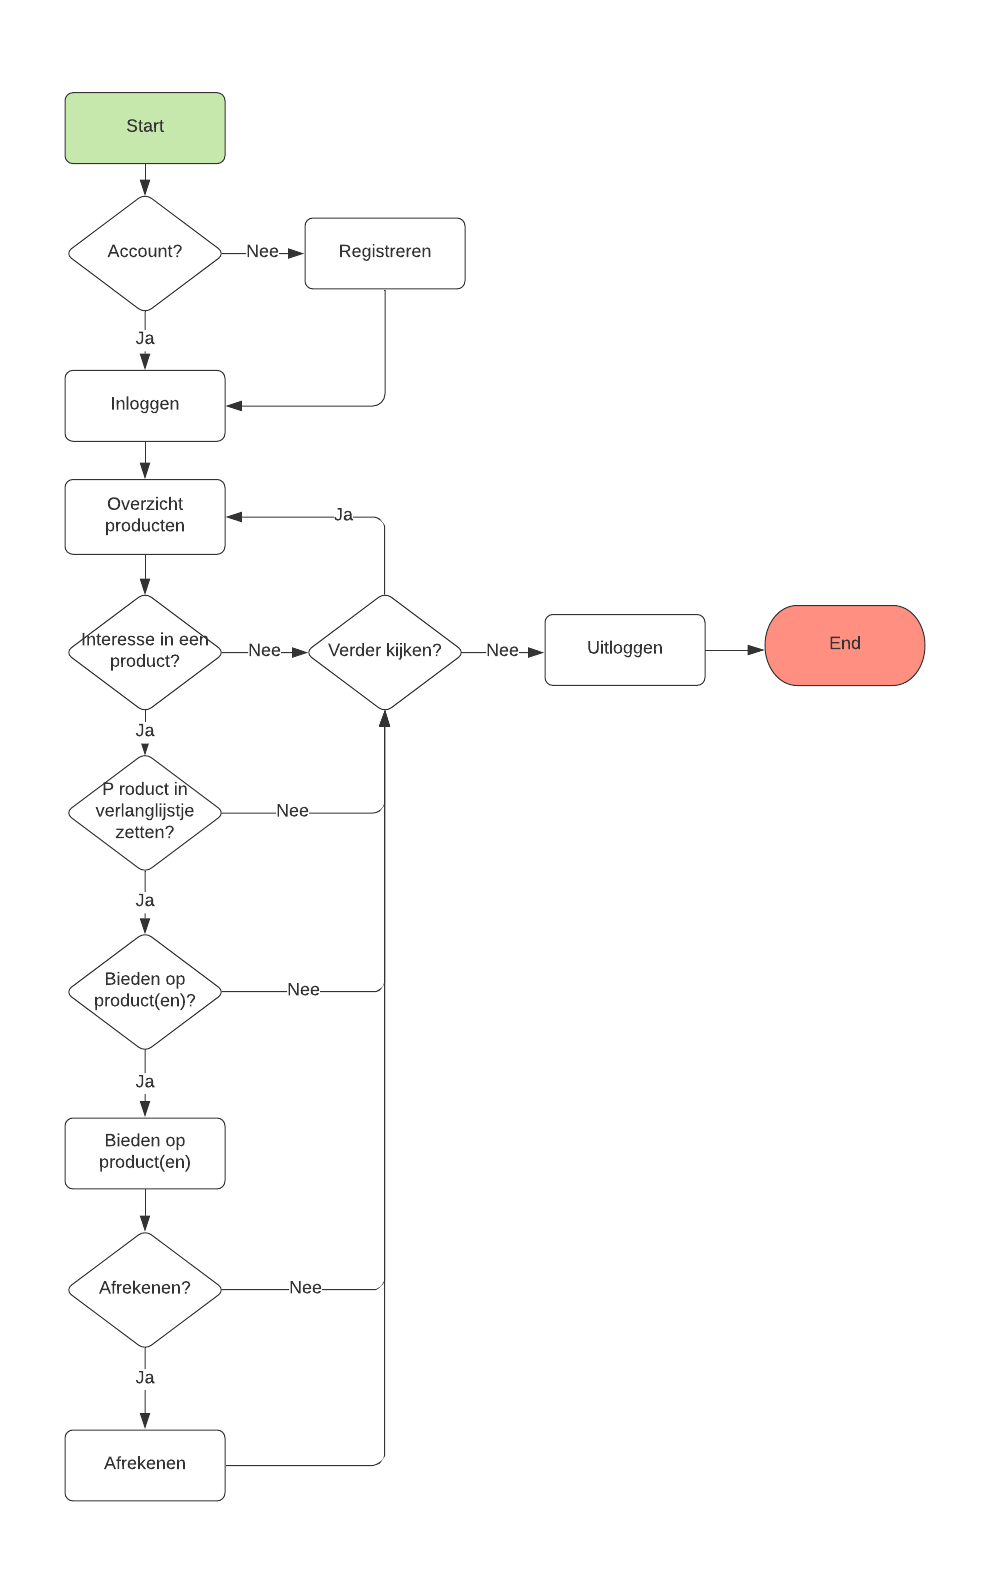 Start
Account?
Nee
Registreren
Ja
Inloggen
Overzicht
producten
Ja
Interesse in een
product?
Nee
Verder kijken?
Nee
Uitloggen
End
Ja
P roduct in
verlanglijstje
zetten?
Nee
Ja
Bieden op
product(en)?
Nee
Ja
Bieden op
product(en)
Afrekenen?
Nee
Ja
Afrekenen